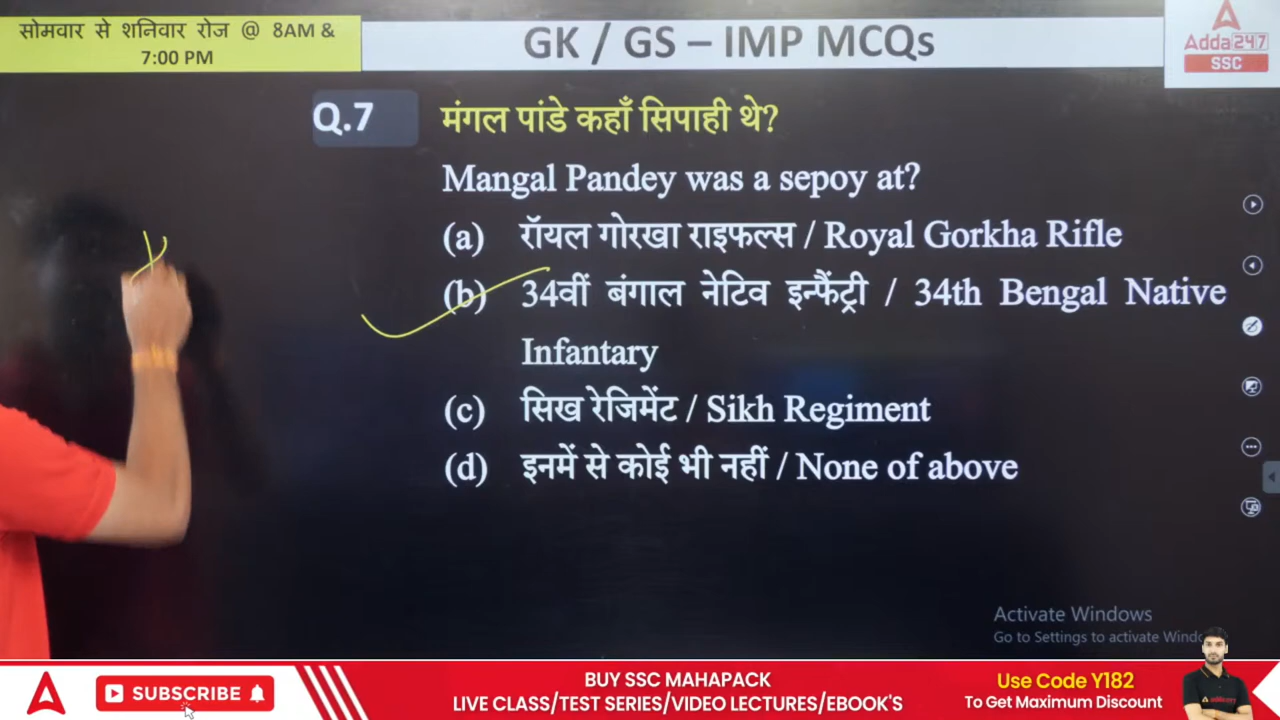 सोमवार से शनिवार रोज @ 8AM &
7:00 PM
GK / GS – IMP MCQs
Adda247
SSC
Q.7 मंगल पांडे कहाँ सिपाही थे?
Mangal Pandey was a sepoy at?
(a) रॉयल गोरखा राइफल्स / Royal Gorkha Rifle
(b) 34वीं बंगाल नेटिव इन्फैंट्री / 34th Bengal Native
Infantary
(c) सिख रेजिमेंट / Sikh Regiment
(d) इनमें से कोई भी नहीं / None of above
Activate Windows
Go to Settings to activate
SUBSCRIBE
BUY SSC MAHAPACK
LIVE CLASS/TEST SERIES/VIDEO LECTURES/EBOOK'S
Use Code Y182
To Get Maximum Discount